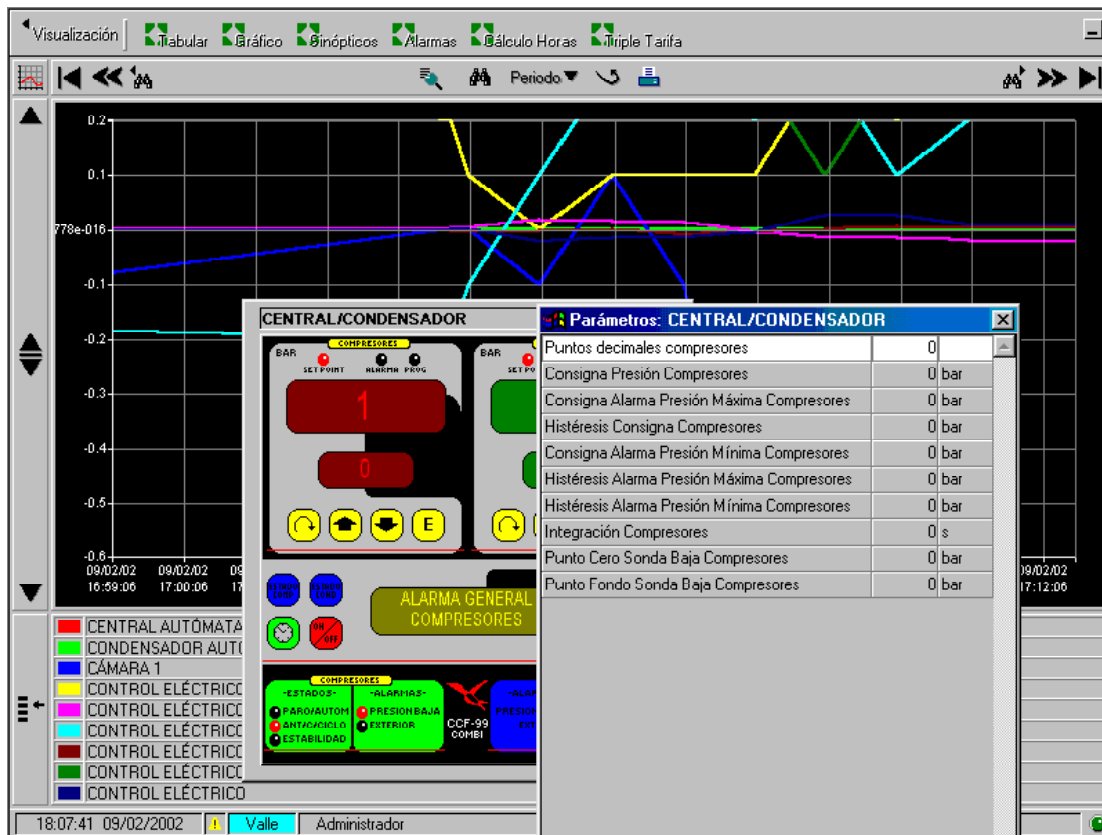 Visualización Tabular Gráfico Sinópticos Alarmas Cálculo Horas Triple Tarifa
Periodo
0.2
0.1
778e-016
-0.1
-0.2
-0.3
-0.4
-0.5
-0.6
09/02/02 09/02/02 09/02/02
16:59:06 17:00:06 17:12:06
CENTRAL/CONDENSADOR
COMPRESORES
BAR BAR
SET POINT ALARMA PROG
1
0
E
ON
OFF
ALARMA GENERAL
COMPRESORES
COMPRESORES
-ESTADOS- -ALARMAS-
PARO/AUTOM PRESION BAJA
ANT/C/CICLO EXTERIOR
ESTABILIDAD
CCF-99
COMBI
Parámetros: CENTRAL/CONDENSADOR
Puntos decimales compresores 0
Consigna Presión Compresores 0 bar
Consigna Alarma Presión Máxima Compresores 0 bar
Histéresis Consigna Compresores 0 bar
Consigna Alarma Presión Mínima Compresores 0 bar
Histéresis Alarma Presión Máxima Compresores 0 bar
Histéresis Alarma Presión Mínima Compresores 0 bar
Integración Compresores 0 s
Punto Cero Sonda Baja Compresores 0 bar
Punto Fondo Sonda Baja Compresores 0 bar
CENTRAL AUTÓMATA
CONDENSADOR
CÁMARA 1
CONTROL ELÉCTRICO
CONTROL ELÉCTRICO
CONTROL ELÉCTRICO
CONTROL ELÉCTRICO
CONTROL ELÉCTRICO
CONTROL ELÉCTRICO
18:07:41 09/02/2002 Valle Administrador